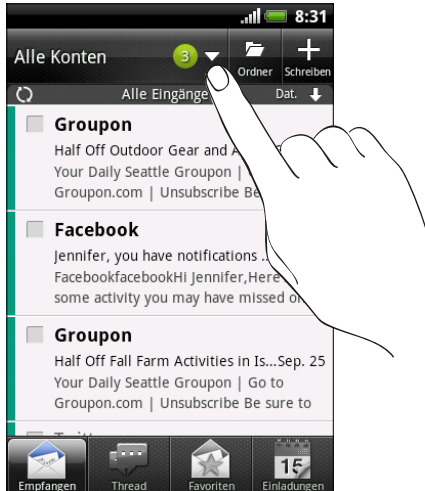 8:31
Alle Konten 3
Ordner Schreiben
Alle Eingänge Dat.
Groupon
Half Off Outdoor Gear and
Your Daily Seattle Groupon |
Groupon.com | Unsubscribe Be
Facebook
Jennifer, you have notifications ..
FacebookfacebookHi Jennifer,Here
some activity you may have missed
Groupon
Half Off Fall Farm Activities in Is...Sep. 25
Your Daily Seattle Groupon | Go to
Groupon.com | Unsubscribe Be sure to
15
Empfangen Thread Favoriten Einladungen